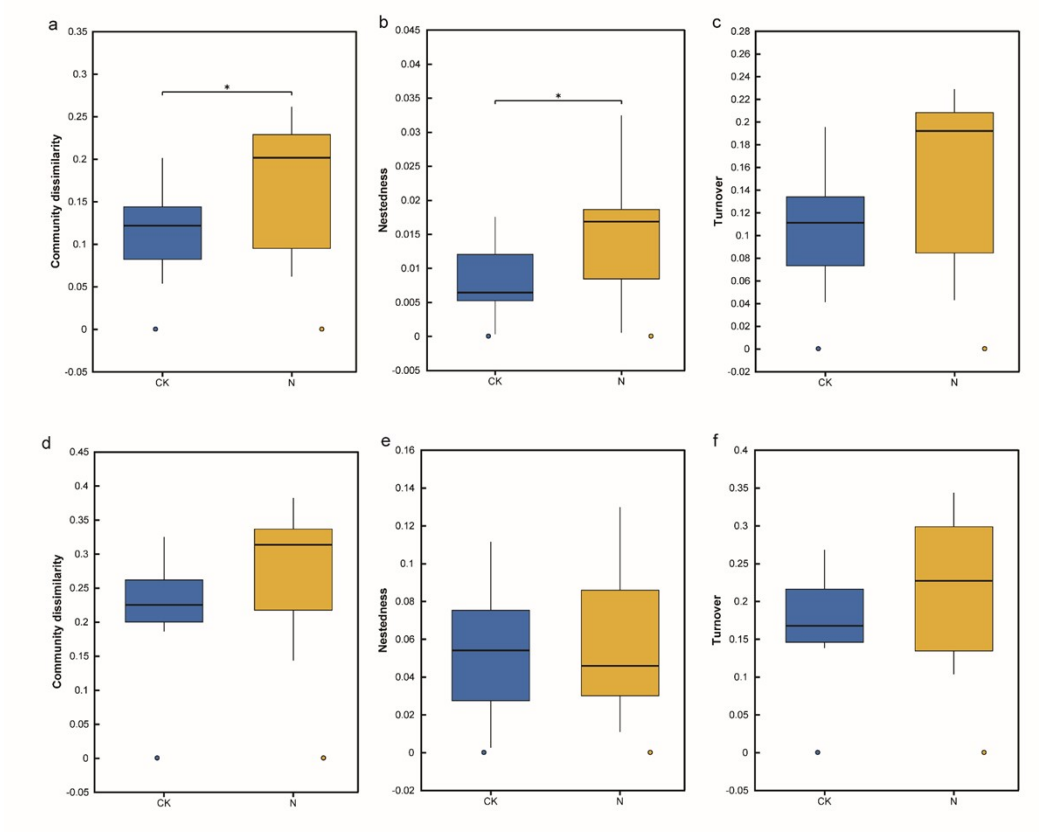 a
0.35
0.3
0.25
0.2
0.15
0.1
0.05
0
-0.05
Community dissimilarity
*
CK
N
b
0.045
0.04
0.035
0.03
0.025
0.02
0.015
0.01
0.005
0
-0.005
Nestedness
*
CK
N
c
0.28
0.26
0.24
0.22
0.2
0.18
0.16
0.14
0.12
0.1
0.08
0.06
0.04
0.02
0
-0.02
Turnover
CK
N
d
0.45
0.4
0.35
0.3
0.25
0.2
0.15
0.1
0.05
0
-0.05
Community dissimilarity
CK
N
e
0.16
0.14
0.12
0.1
0.08
0.06
0.04
0.02
0
-0.02
Nestedness
CK
N
f
0.4
0.35
0.3
0.25
0.2
0.15
0.1
0.05
0
-0.05
Turnover
CK
N